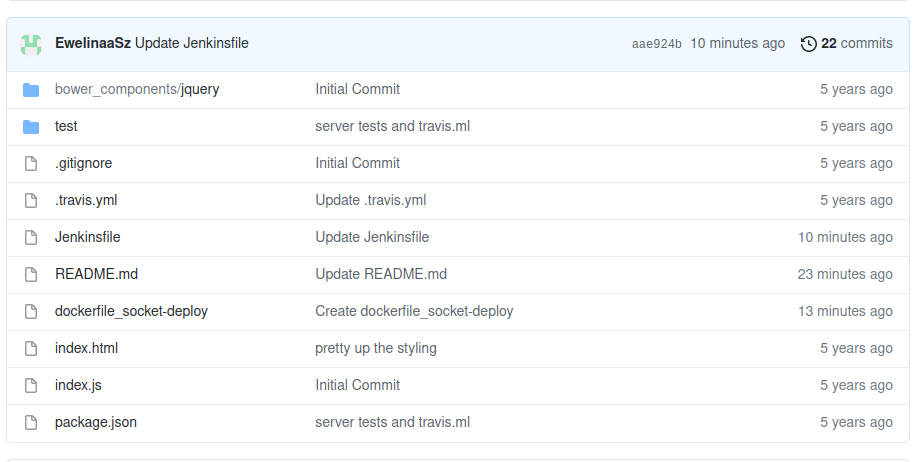 EwelinaaSz Update Jenkinsfile aae924b 10 minutes ago 22 commits
bower_components/jquery Initial Commit 5 years ago
test server tests and travis.ml 5 years ago
.gitignore Initial Commit 5 years ago
.travis.yml Update .travis.yml 5 years ago
Jenkinsfile Update Jenkinsfile 10 minutes ago
README.md Update README.md 23 minutes ago
dockerfile_socket-deploy Create dockerfile_socket-deploy 13 minutes ago
index.html pretty up the styling 5 years ago
index.js Initial Commit 5 years ago
package.json server tests and travis.ml 5 years ago